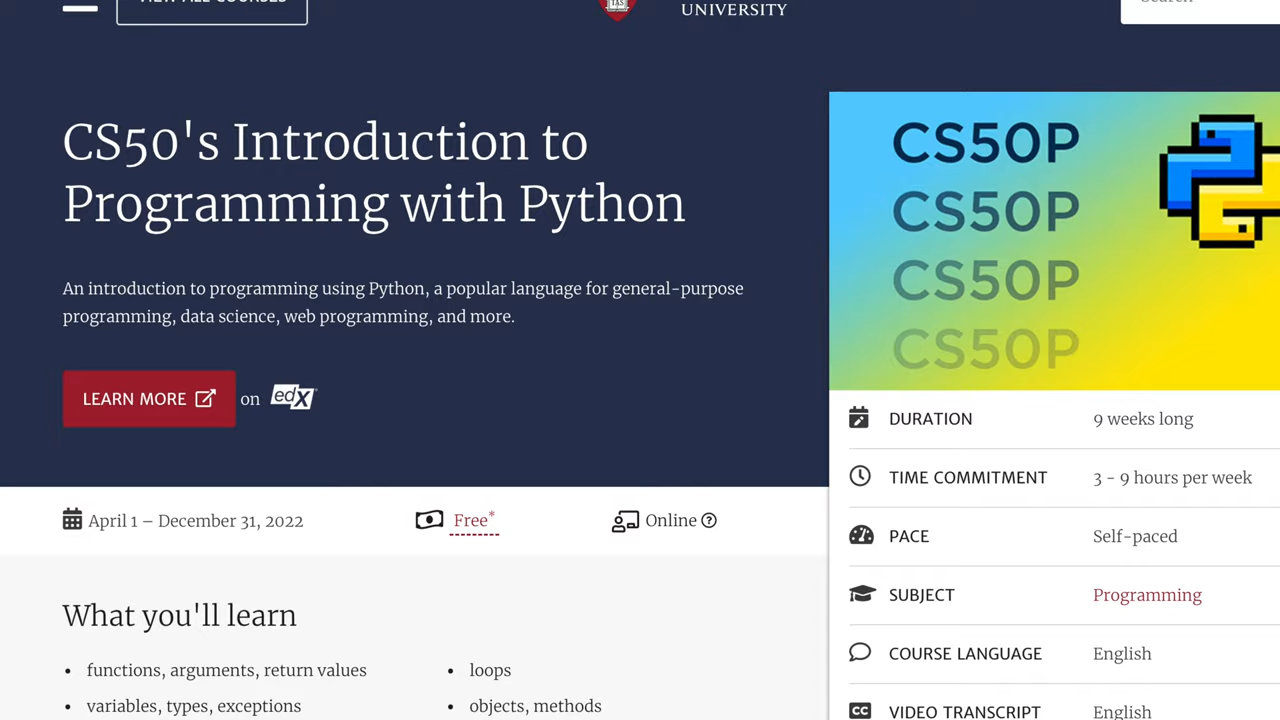 VIEW ALL COURSES
UNIVERSITY
Search
CS50's Introduction to
Programming with Python
An introduction to programming using Python, a popular language for general-purpose
programming, data science, web programming, and more.
LEARN MORE on edX
April 1 – December 31, 2022
Free*
Online
What you'll learn
functions, arguments, return values
variables, types, exceptions
loops
objects, methods
CS50P
CS50P
CS50P
CS50P
DURATION 9 weeks long
TIME COMMITMENT 3 - 9 hours per week
PACE Self-paced
SUBJECT Programming
COURSE LANGUAGE English
VIDEO TRANSCRIPT English